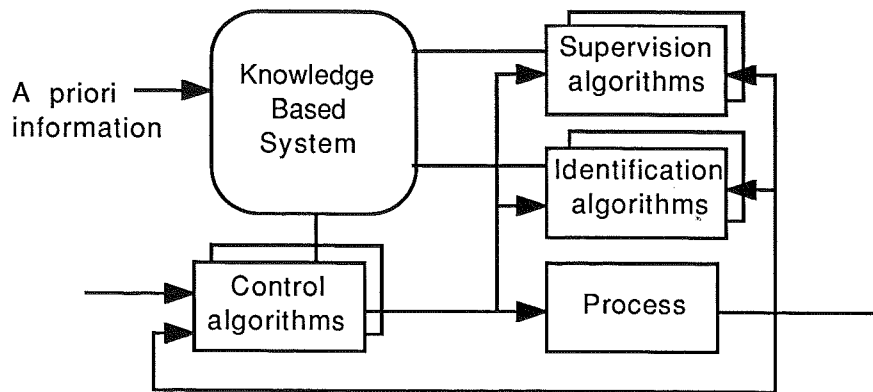 Knowledge
Based
System
A priori
information
Supervision
algorithms
Identification
algorithms
Control
algorithms
Process